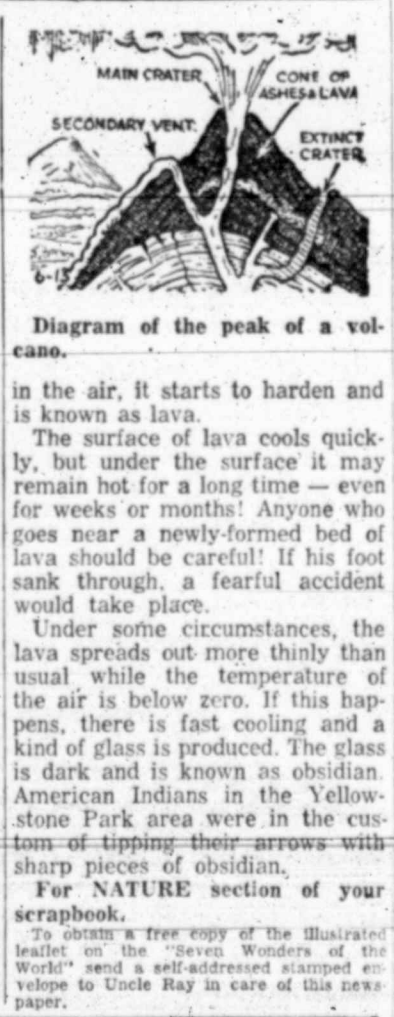 MAIN CRATER
CONE OF
ASHES & LAVA
SECONDARY VENT.
EXTINCT
CRATER
6-13
Diagram of the peak of a vol-
cano.
in the air, it starts to harden and
is known as lava.
The surface of lava cools quick-
ly, but under the surface it may
remain hot for a long time — even
for weeks or months! Anyone who
goes near a newly-formed bed of
lava should be careful! If his foot
sank through, a fearful accident
would take place.
Under some circumstances, the
lava spreads out more thinly than
usual while the temperature of
the air is below zero. If this hap-
pens, there is fast cooling and a
kind of glass is produced. The glass
is dark and is known as obsidian.
American Indians in the Yellow-
stone Park area were in the cus-
tom of tipping their arrows with
sharp pieces of obsidian.
For NATURE section of your
scrapbook.
To obtain a free copy of the illustrated
leaflet on the "Seven Wonders of the
World" send a self-addressed stamped en-
velope to Uncle Ray in care of this news-
paper.